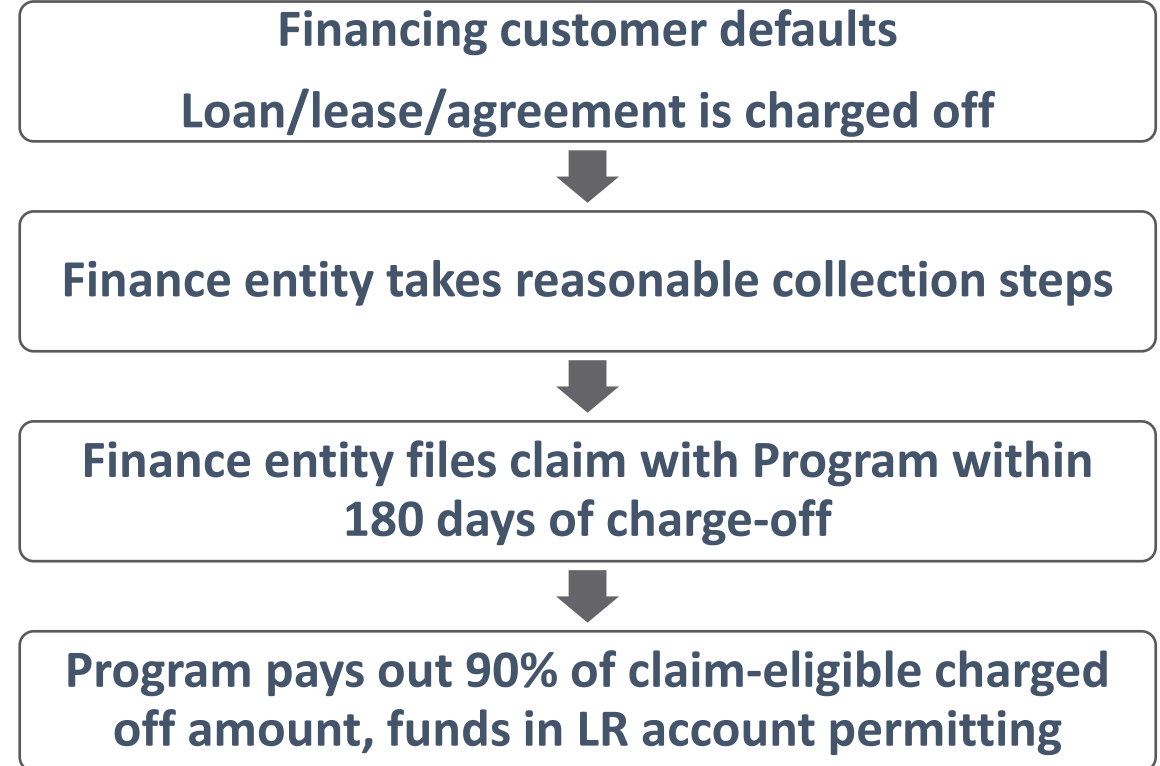 Financing customer defaults
Loan/lease/agreement is charged off
Finance entity takes reasonable collection steps
Finance entity files claim with Program within
180 days of charge-off
Program pays out 90% of claim-eligible charged
off amount, funds in LR account permitting